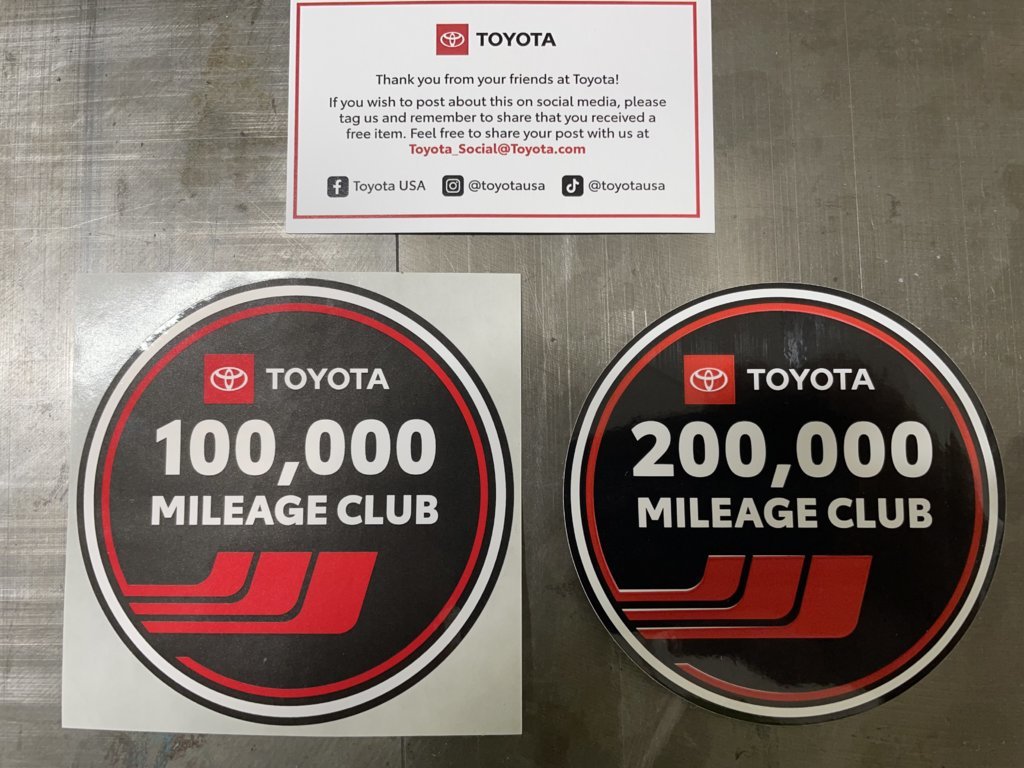 TOYOTA
Thank you from your friends at Toyota!
If you wish to post about this on social media, please
tag us and remember to share that you received a
free item. Feel free to share your post with us at
Toyota_Social@Toyota.com
Toyota USA @toyotausa @toyotausa
TOYOTA
100,000
MILEAGE CLUB
TOYOTA
200,000
MILEAGE CLUB